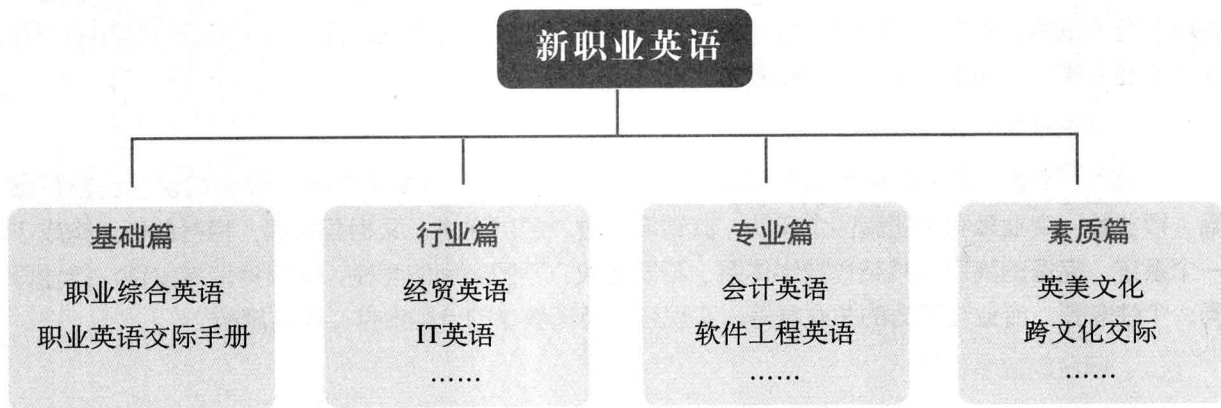 新职业英语
基础篇
职业综合英语
职业英语交际手册
行业篇
经贸英语
IT英语
……
专业篇
会计英语
软件工程英语
……
素质篇
英美文化
跨文化交际
……